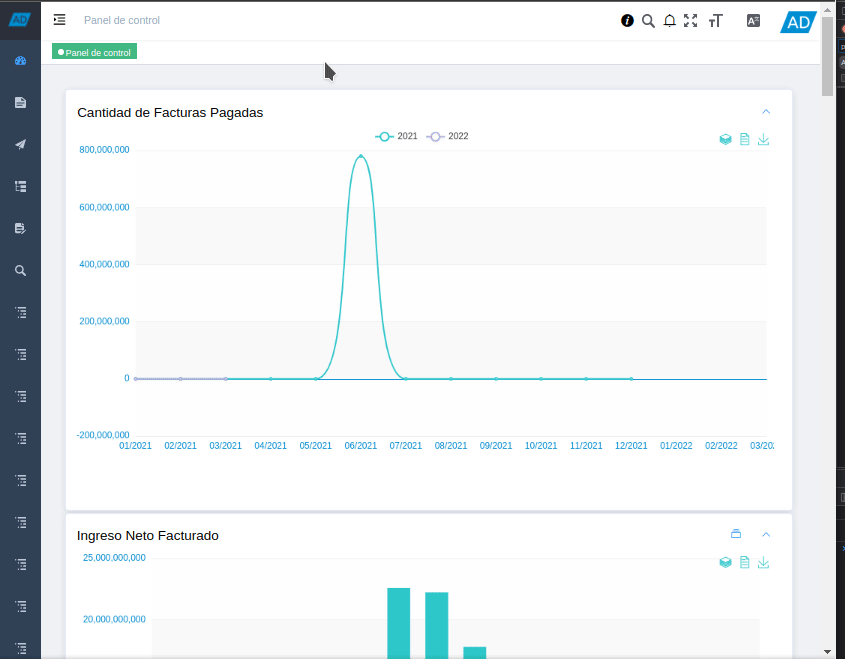 AD
Panel de control
AD
Panel de control
Cantidad de Facturas Pagadas
2021
2022
800,000,000
600,000,000
400,000,000
200,000,000
0
-200,000,000
01/2021 02/2021 03/2021 04/2021 05/2021 06/2021 07/2021 08/2021 09/2021 10/2021 11/2021 12/2021 01/2022 02/2022 03/202
Ingreso Neto Facturado
25,000,000,000
20,000,000,000